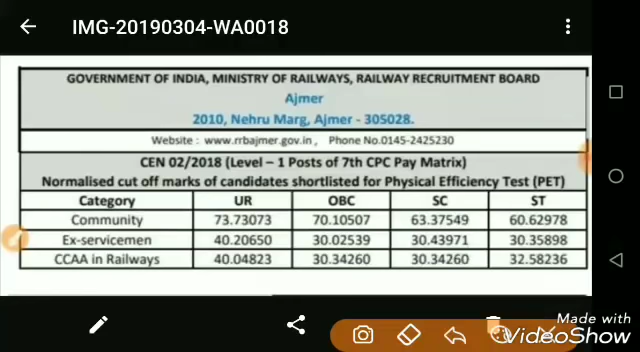 IMG-20190304-WA0018
GOVERNMENT OF INDIA, MINISTRY OF RAILWAYS, RAILWAY RECRUITMENT BOARD
Ajmer
2010, Nehru Marg, Ajmer - 305028.
Website : www.rrbajmer.gov.in , Phone No.0145-2425230
CEN 02/2018 (Level – 1 Posts of 7th CPC Pay Matrix)
Normalised cut off marks of candidates shortlisted for Physical Efficiency Test (PET)
Category UR OBC SC ST
Community 73.73073 70.10507 63.37549 60.62978
Ex-servicemen 40.20650 30.02539 30.43971 30.35898
CCAA in Railways 40.04823 30.34260 30.34260 32.58236
Made with
VideoShow